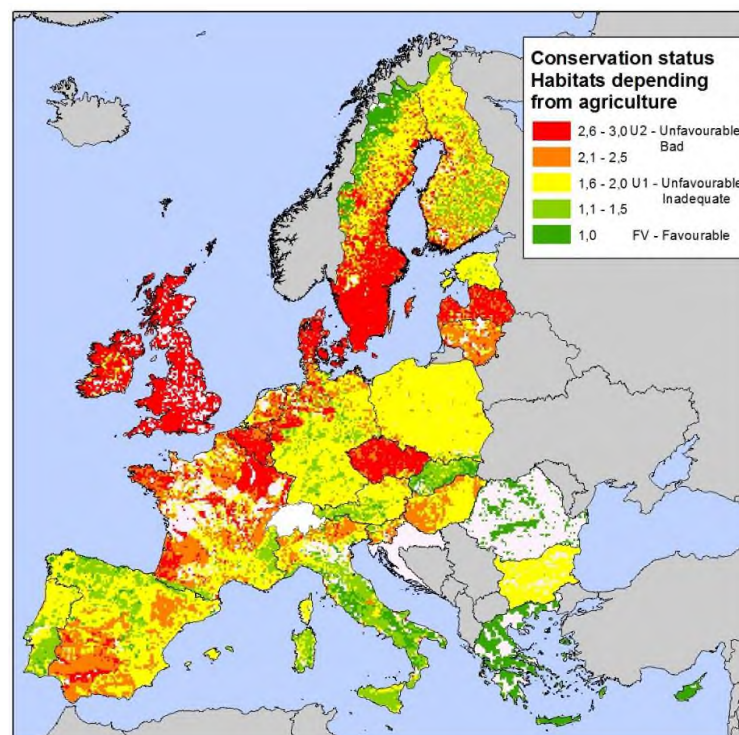 Conservation status
Habitats depending
from agriculture
2,6 - 3,0 U2 - Unfavourable
Bad
2,1 - 2,5
1,6 - 2,0 U1 - Unfavourable
Inadequate
1,1 - 1,5
1,0 FV - Favourable